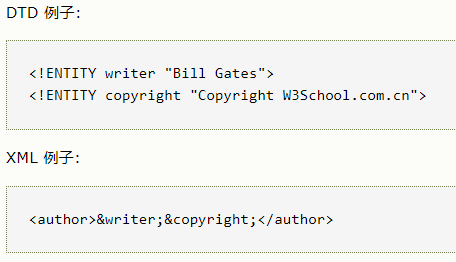 DTD 例子:
<!ENTITY writer "Bill Gates">
<!ENTITY copyright "Copyright W3School.com.cn">
XML 例子:
<author>&writer;&copyright;</author>